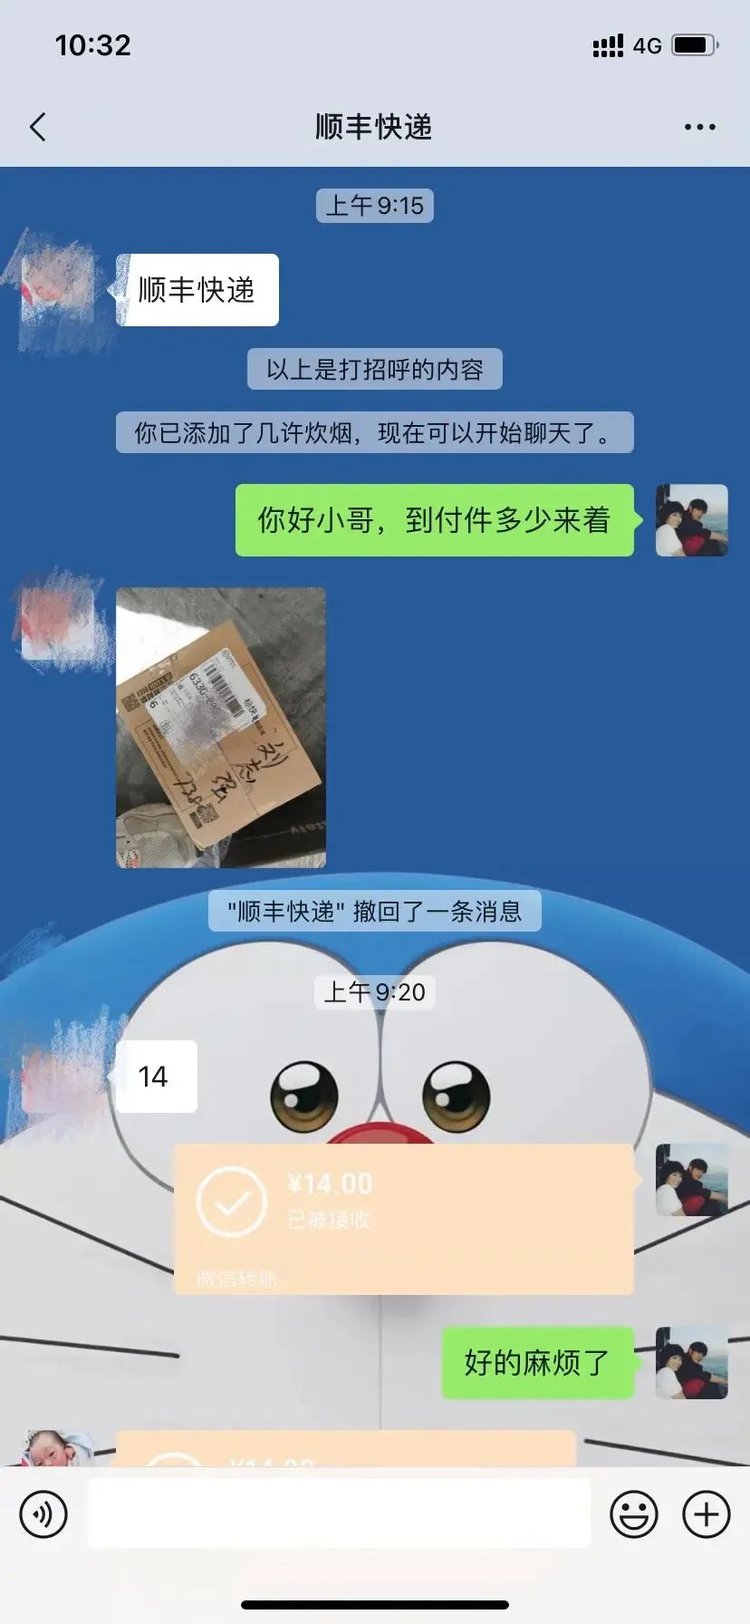 10:32
4G
顺丰快递
上午9:15
顺丰快递
以上是打招呼的内容
你已添加了几许炊烟，现在可以开始聊天了。
你好小哥，到付件多少来着
刘志强
"顺丰快递" 撤回了一条消息
上午9:20
14
¥14.00
已被接收
微信转账
好的麻烦了
¥14.00